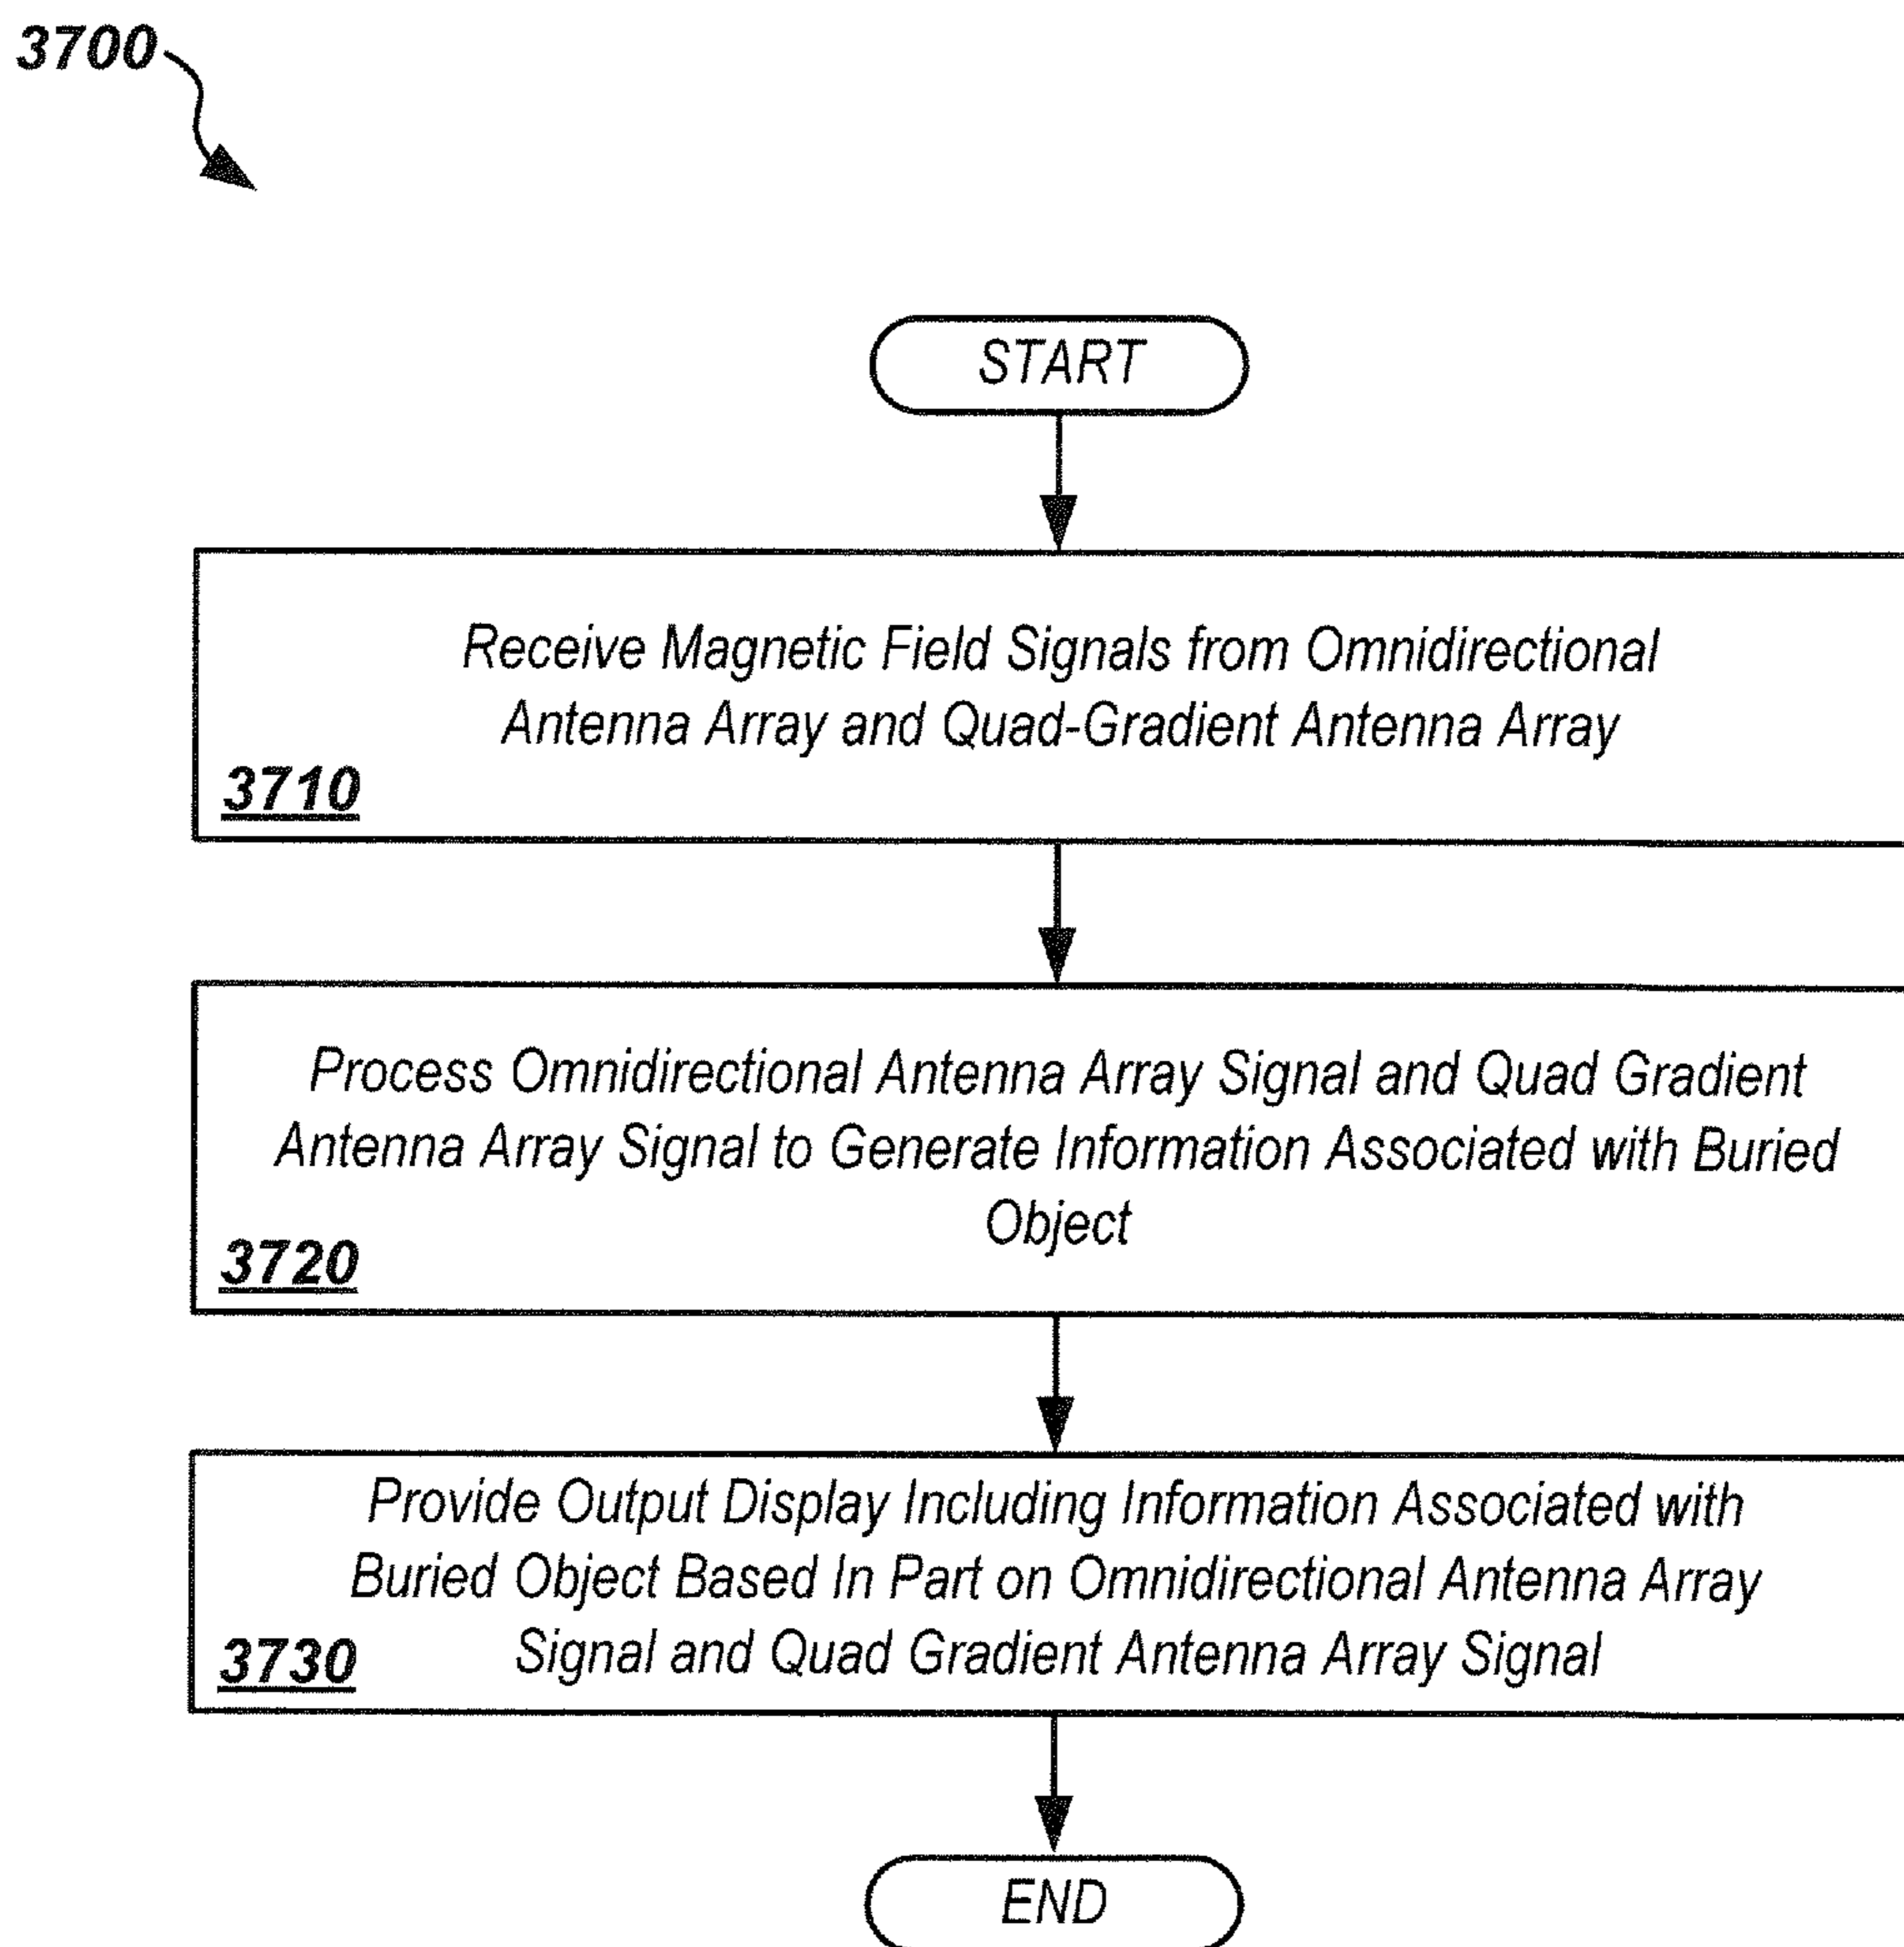 3700
START
Receive Magnetic Field Signals from Omnidirectional
Antenna Array and Quad-Gradient Antenna Array
3710
Process Omnidirectional Antenna Array Signal and Quad Gradient
Antenna Array Signal to Generate Information Associated with Buried
Object
3720
Provide Output Display Including Information Associated with
Buried Object Based In Part on Omnidirectional Antenna Array
Signal and Quad Gradient Antenna Array Signal
3730
END